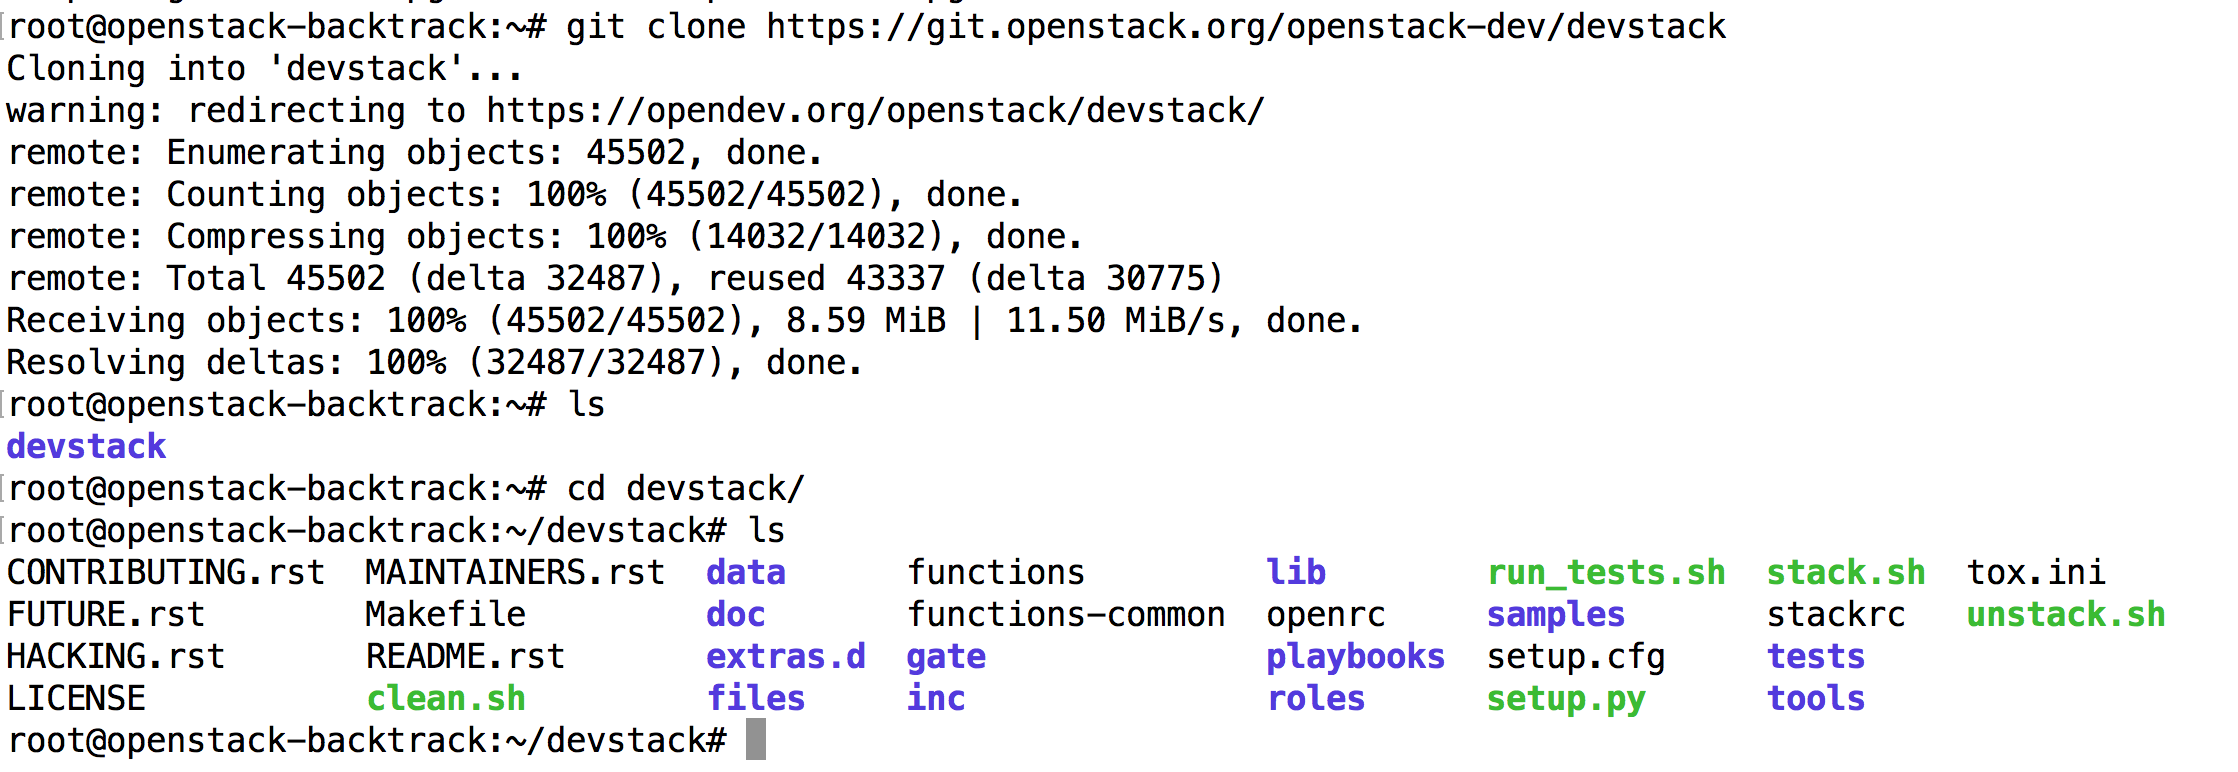 root@openstack-backtrack:~# git clone https://git.openstack.org/openstack-dev/devstack
Cloning into 'devstack'...
warning: redirecting to https://opendev.org/openstack/devstack/
remote: Enumerating objects: 45502, done.
remote: Counting objects: 100% (45502/45502), done.
remote: Compressing objects: 100% (14032/14032), done.
remote: Total 45502 (delta 32487), reused 43337 (delta 30775)
Receiving objects: 100% (45502/45502), 8.59 MiB | 11.50 MiB/s, done.
Resolving deltas: 100% (32487/32487), done.
root@openstack-backtrack:~# ls
devstack
root@openstack-backtrack:~# cd devstack/
root@openstack-backtrack:~/devstack# ls
CONTRIBUTING.rst  MAINTAINERS.rst  data      functions         lib        run_tests.sh  stack.sh  tox.ini
FUTURE.rst        Makefile         doc       functions-common  openrc     samples       stackrc   unstack.sh
HACKING.rst       README.rst       extras.d  gate              playbooks  setup.cfg     tests
LICENSE           clean.sh         files     inc               roles      setup.py      tools
root@openstack-backtrack:~/devstack#